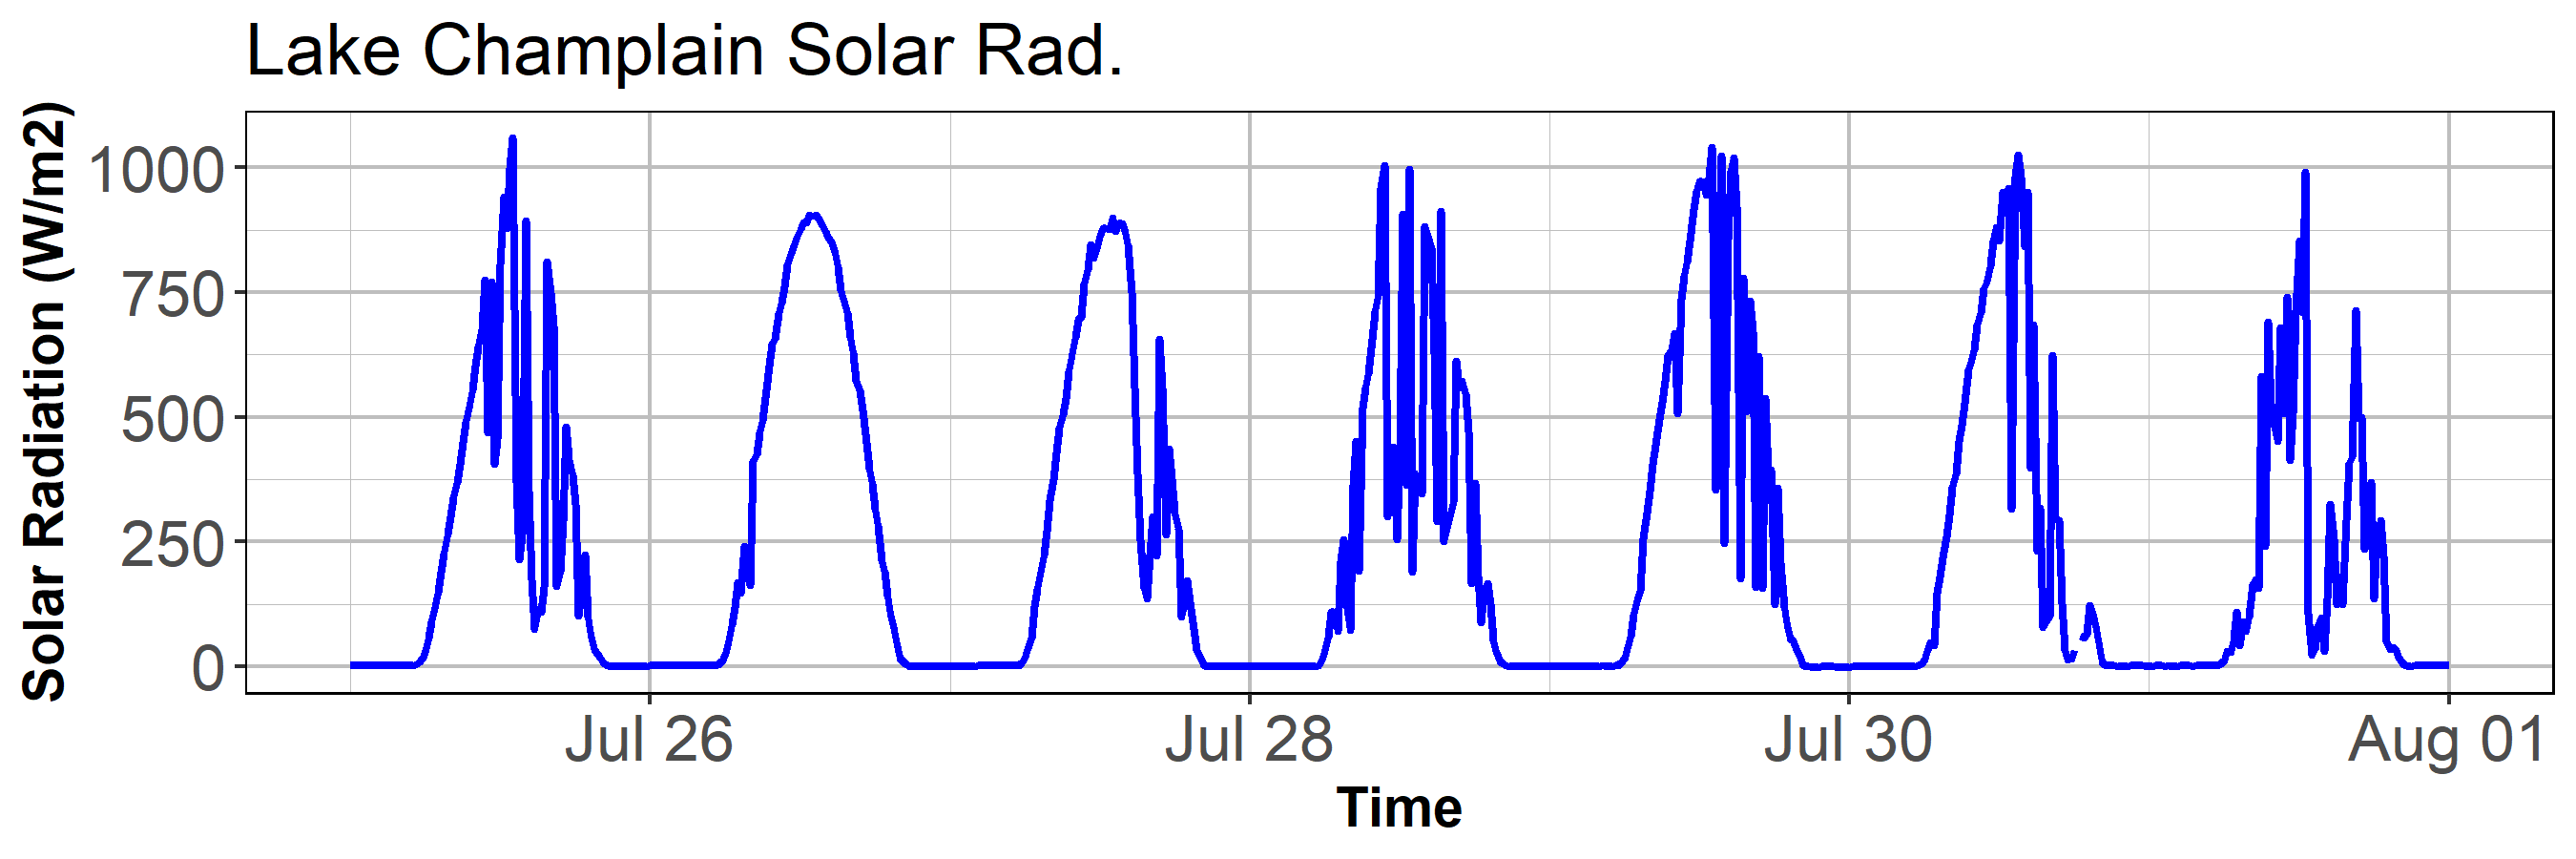 Lake Champlain Solar Rad.
Solar Radiation (W/m2)
1000
750
500
250
0
Jul 26
Jul 28
Jul 30
Aug 01
Time